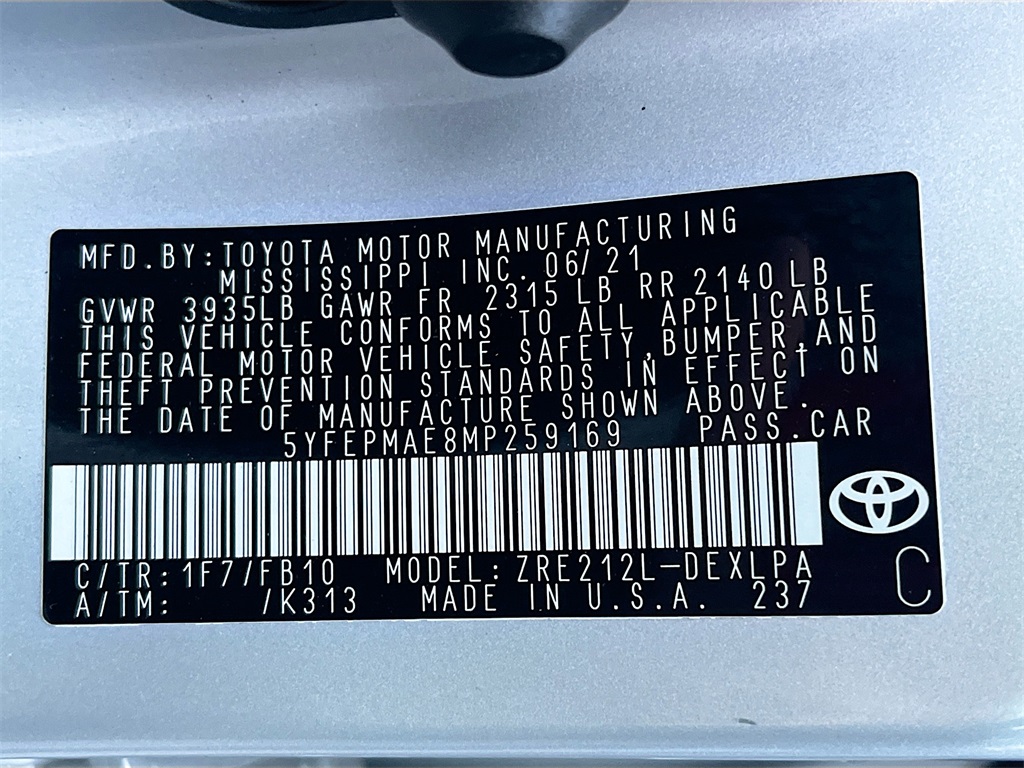 MFD.BY:TOYOTA MOTOR MANUFACTURING
MISSISSIPPI, INC. 06/21
GVWR 3935LB GAWR FR 2315 LB RR 2140 LB
THIS VEHICLE CONFORMS TO ALL APPLICABLE
FEDERAL MOTOR VEHICLE SAFETY,BUMPER,AND
THEFT PREVENTION STANDARDS IN EFFECT ON
THE DATE OF MANUFACTURE SHOWN ABOVE.
5YFEPMAE8MP259169 PASS.CAR
C/TR:1F7/FB10 MODEL:ZRE212L-DEXLPA
A/TM: /K313 MADE IN U.S.A. 237
C